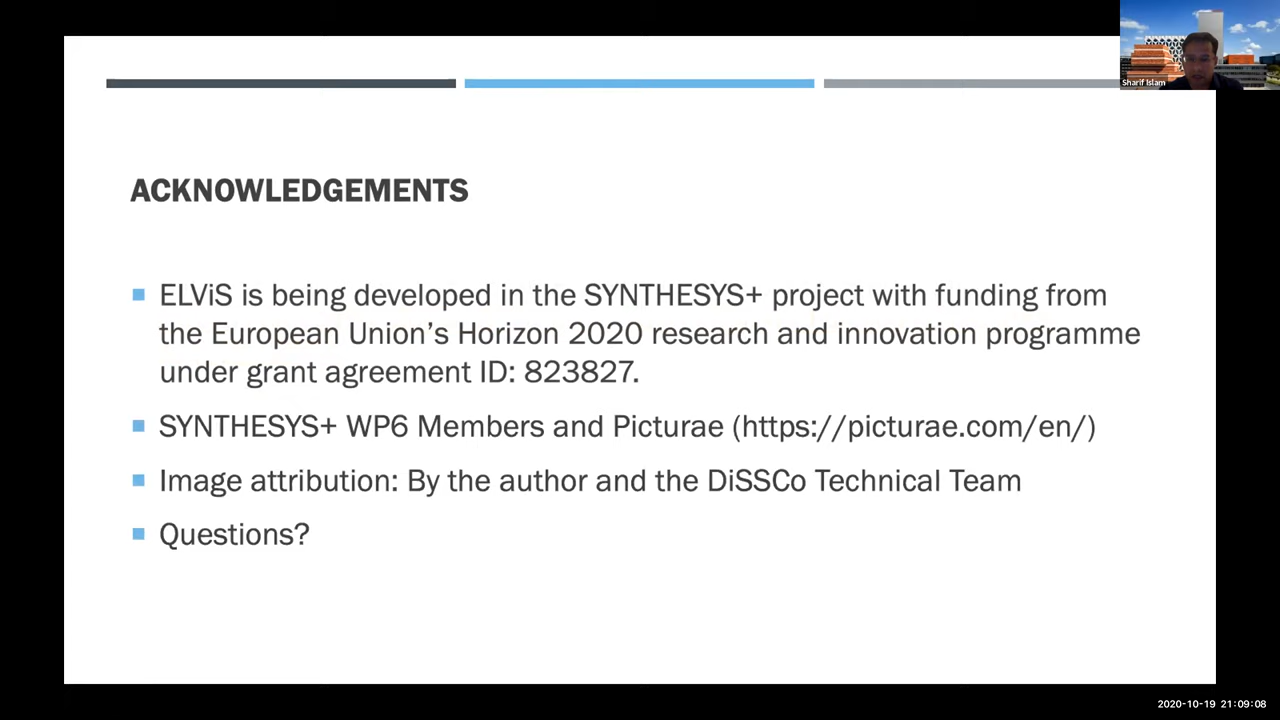 Sharif Islam
ACKNOWLEDGEMENTS
ELViS is being developed in the SYNTHESYS+ project with funding from
the European Union's Horizon 2020 research and innovation programme
under grant agreement ID: 823827.
SYNTHESYS+ WP6 Members and Picturae (https://picturae.com/en/)
Image attribution: By the author and the DiSSCo Technical Team
Questions?
2020-10-19 21:09:08